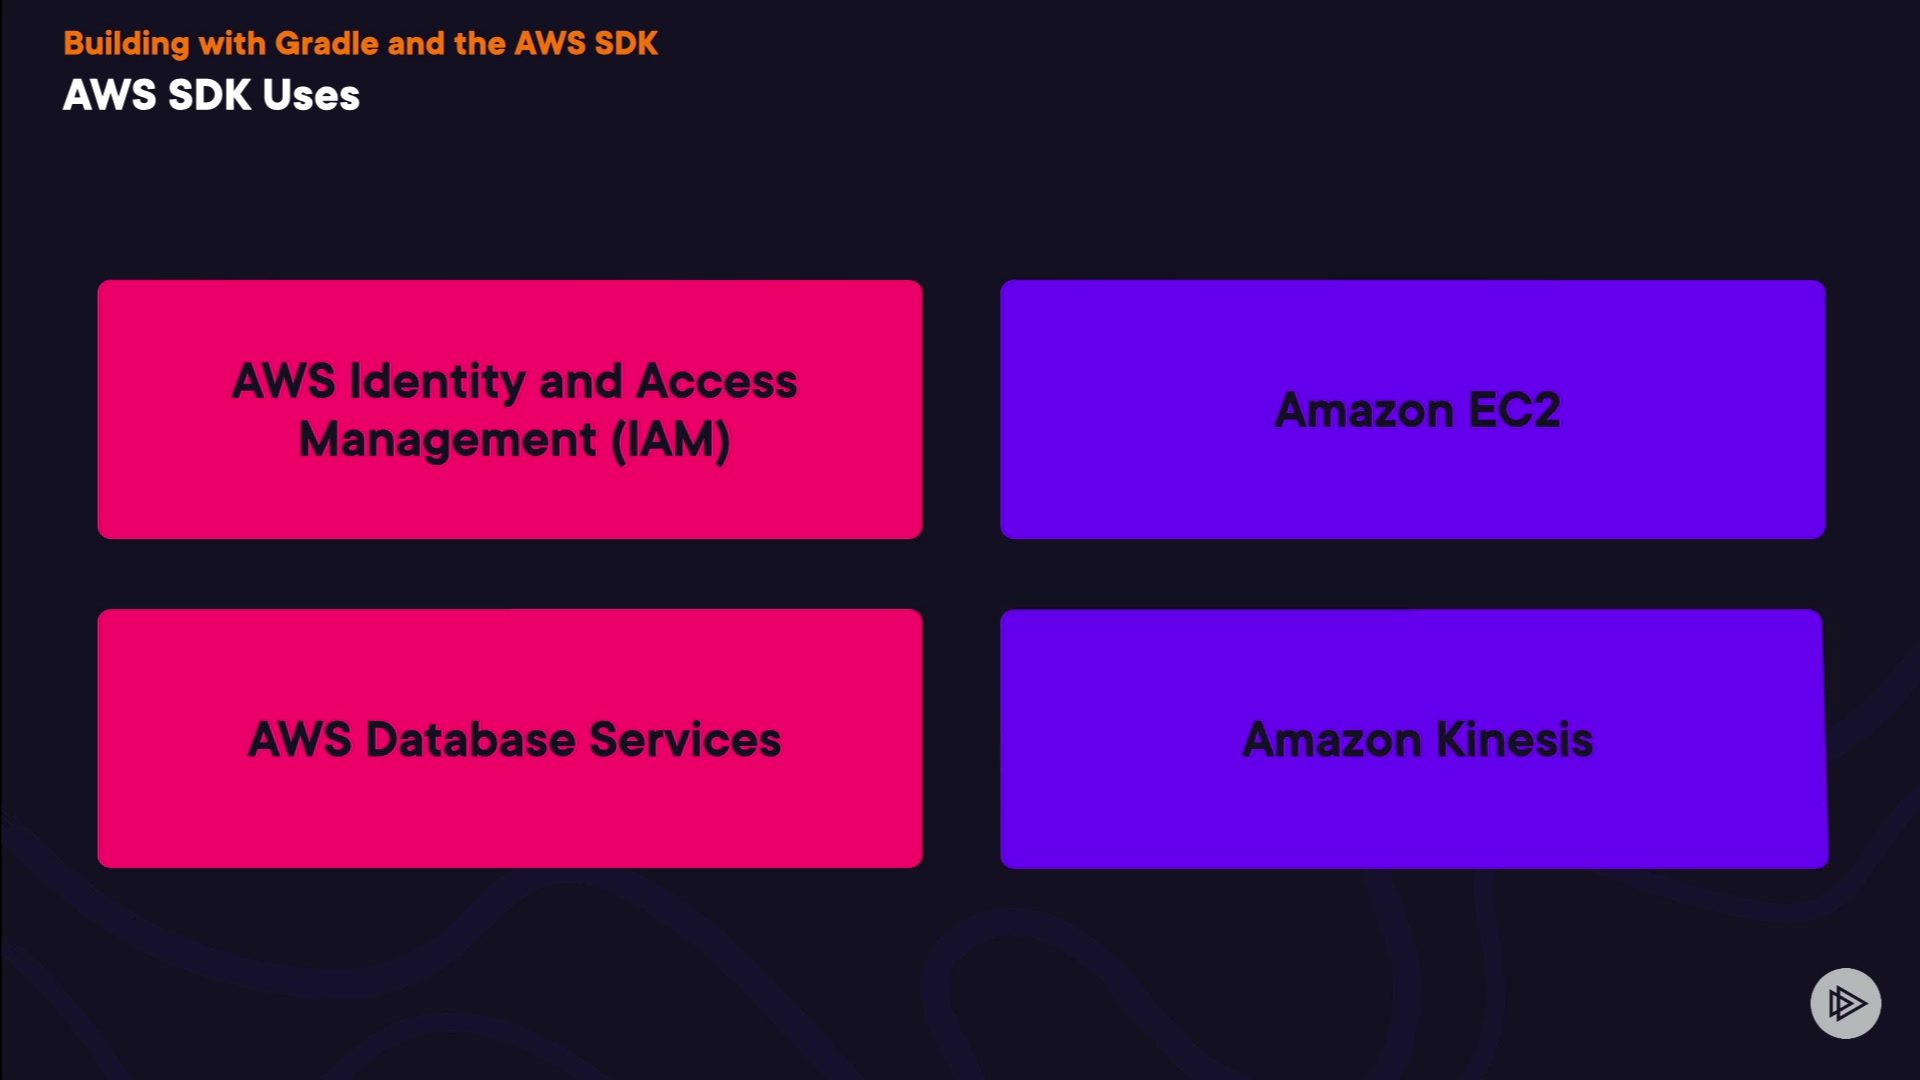 Building with Gradle and the AWS SDK
AWS SDK Uses
AWS Identity and Access
Management (IAM)
Amazon EC2
AWS Database Services
Amazon Kinesis